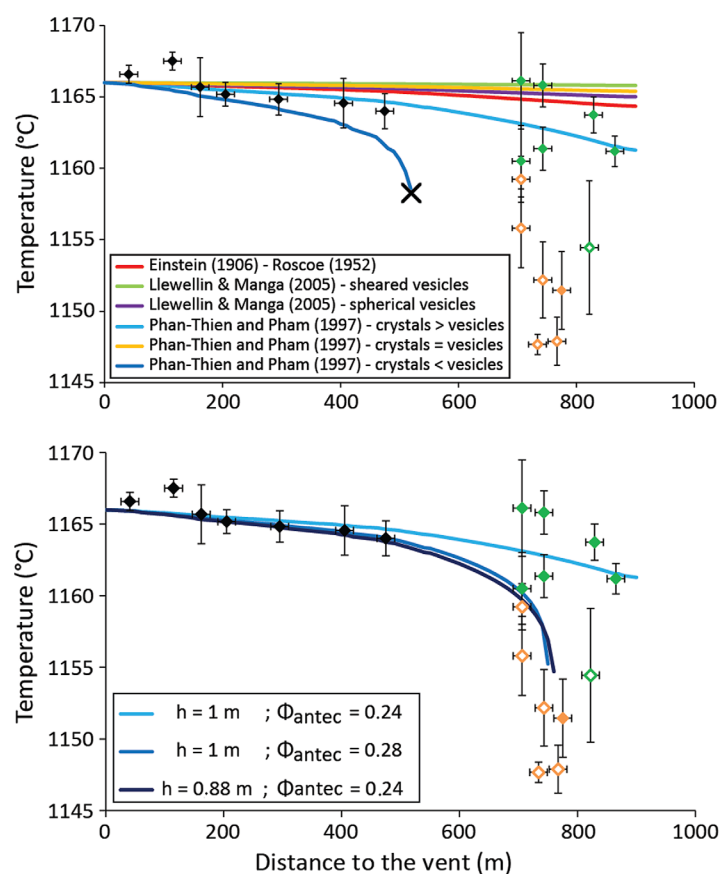 1170
1165
1160
1155
1150
1145
Temperature (°C)
Einstein (1906) - Roscoe (1952)
Llewellin & Manga (2005) - sheared vesicles
Llewellin & Manga (2005) - spherical vesicles
Phan-Thien and Pham (1997) - crystals > vesicles
Phan-Thien and Pham (1997) - crystals = vesicles
Phan-Thien and Pham (1997) - crystals < vesicles
0 200 400 600 800 1000
1170
1165
1160
1155
1150
1145
Temperature (°C)
h = 1 m ; Φantec = 0.24
h = 1 m ; Φantec = 0.28
h = 0.88 m ; Φantec = 0.24
0 200 400 600 800 1000
Distance to the vent (m)